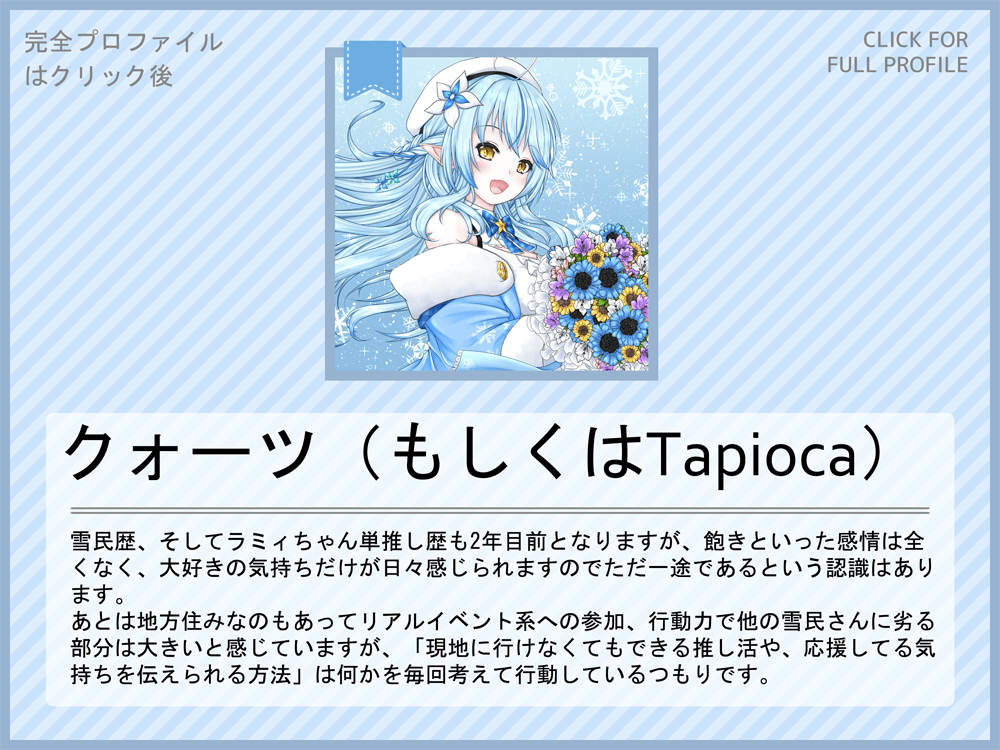 完全プロファイル
はクリック後
CLICK FOR
FULL PROFILE
クォーツ（もしくはTapioca）
雪民歴、そしてラミィちゃん単推し歴も2年目前となりますが、飽きといった感情は全
くなく、大好きの気持ちだけが日々感じられますのでただ一途であるという認識はあり
ます。
あとは地方住みなのもあってリアルイベント系への参加、行動力で他の雪民さんに劣る
部分は大きいと感じていますが、「現地に行けなくてもできる推し活や、応援してる気
持ちを伝えられる方法」は何かを毎回考えて行動しているつもりです。